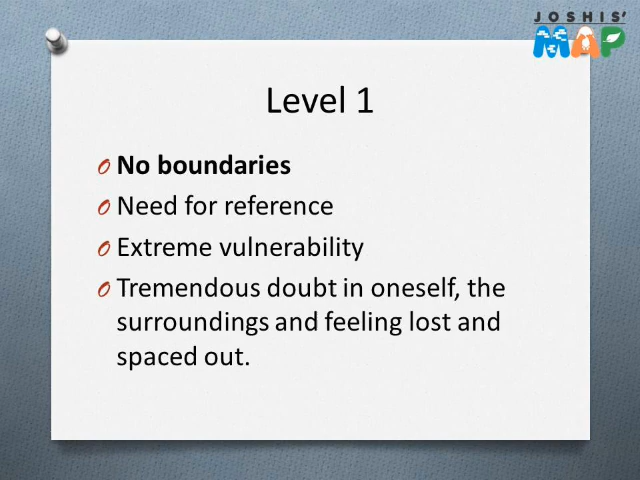 JOSHIS'
MAP
Level 1
No boundaries
Need for reference
Extreme vulnerability
Tremendous doubt in oneself, the
surroundings and feeling lost and
spaced out.